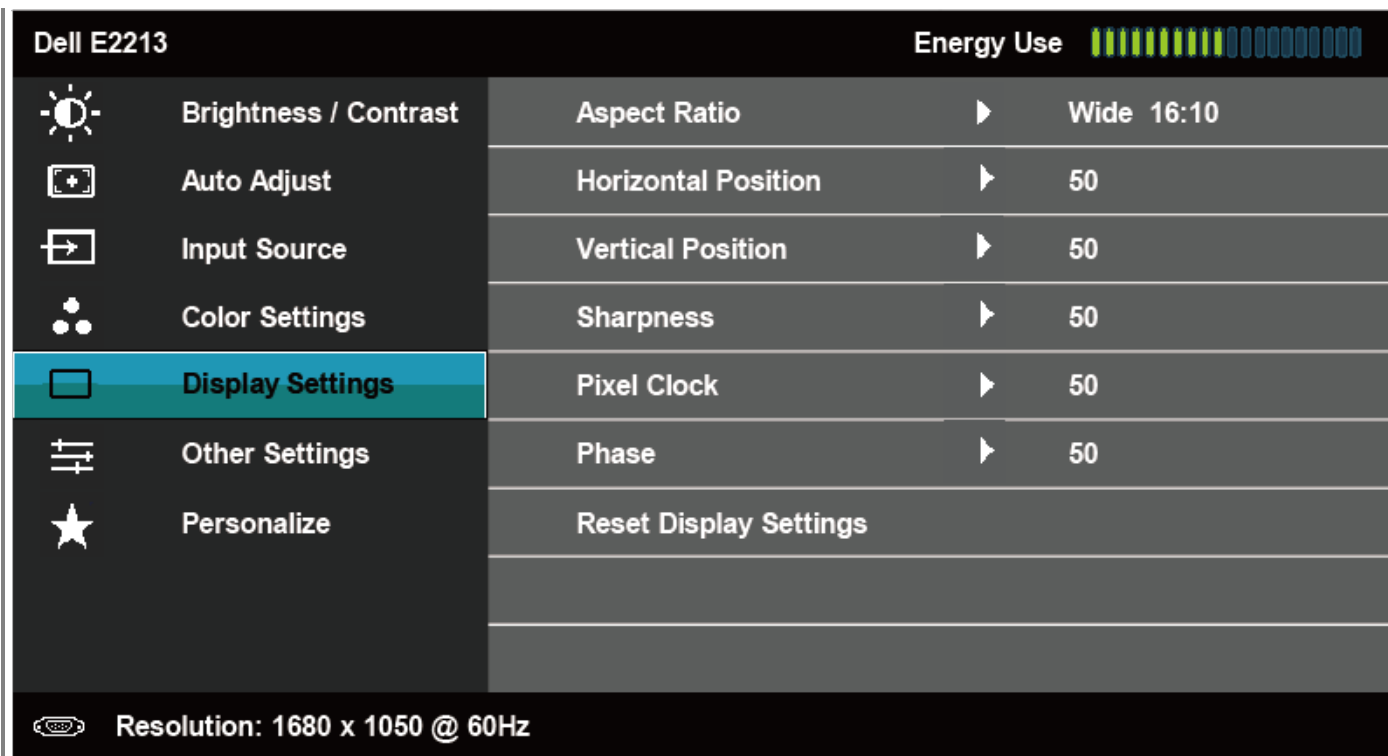 Dell E2213 Energy Use
Brightness / Contrast Aspect Ratio Wide 16:10
Auto Adjust Horizontal Position 50
Input Source Vertical Position 50
Color Settings Sharpness 50
Display Settings Pixel Clock 50
Other Settings Phase 50
Personalize Reset Display Settings
Resolution: 1680 x 1050 @ 60Hz